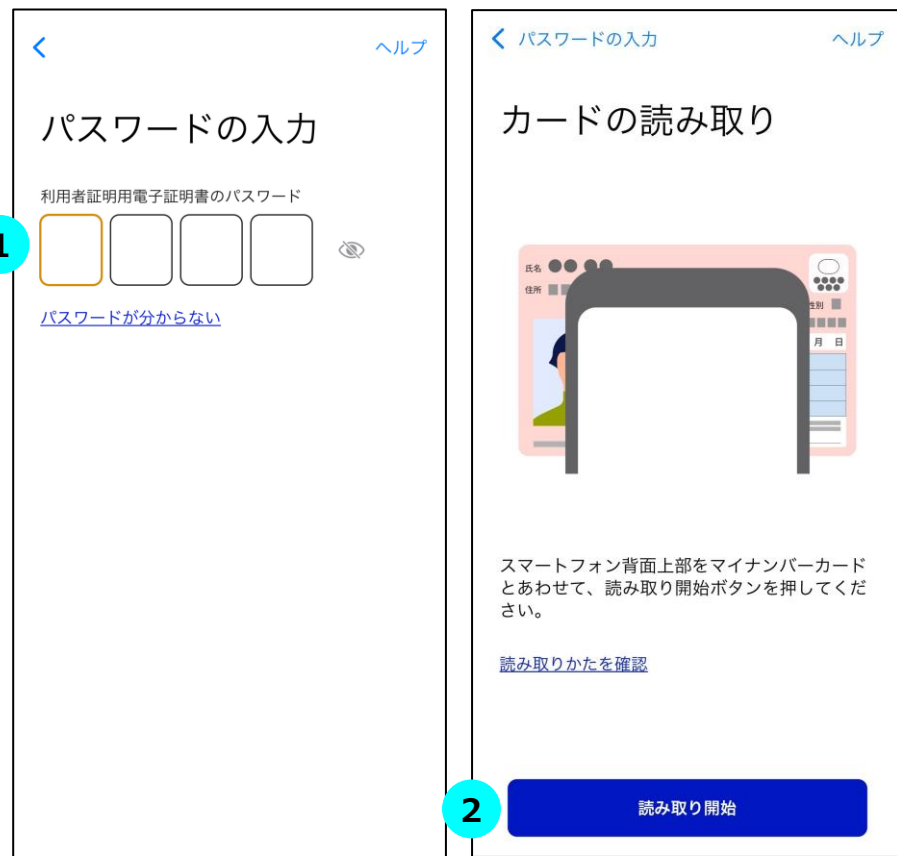 ヘルプ
パスワードの入力
利用者証明用電子証明書のパスワード
1
パスワードが分からない
パスワードの入力
ヘルプ
カードの読み取り
氏名
住所
性別
月 日
スマートフォン背面上部をマイナンバーカード
とあわせて、読み取り開始ボタンを押してくだ
さい。
読み取りかたを確認
2
読み取り開始